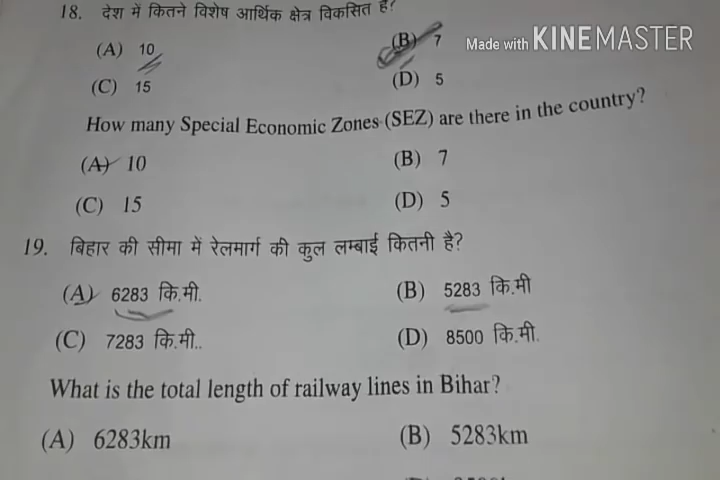 18. देश में कितने विशेष आर्थिक क्षेत्र विकसित है?
(A) 10 (B) 7
Made with KINEMASTER
(C) 15 (D) 5
How many Special Economic Zones (SEZ) are there in the country?
(A) 10 (B) 7
(C) 15 (D) 5
19. बिहार की सीमा में रेलमार्ग की कुल लम्बाई कितनी है?
(A) 6283 कि.मी. (B) 5283 कि.मी
(C) 7283 कि.मी.. (D) 8500 कि.मी.
What is the total length of railway lines in Bihar?
(A) 6283km (B) 5283km